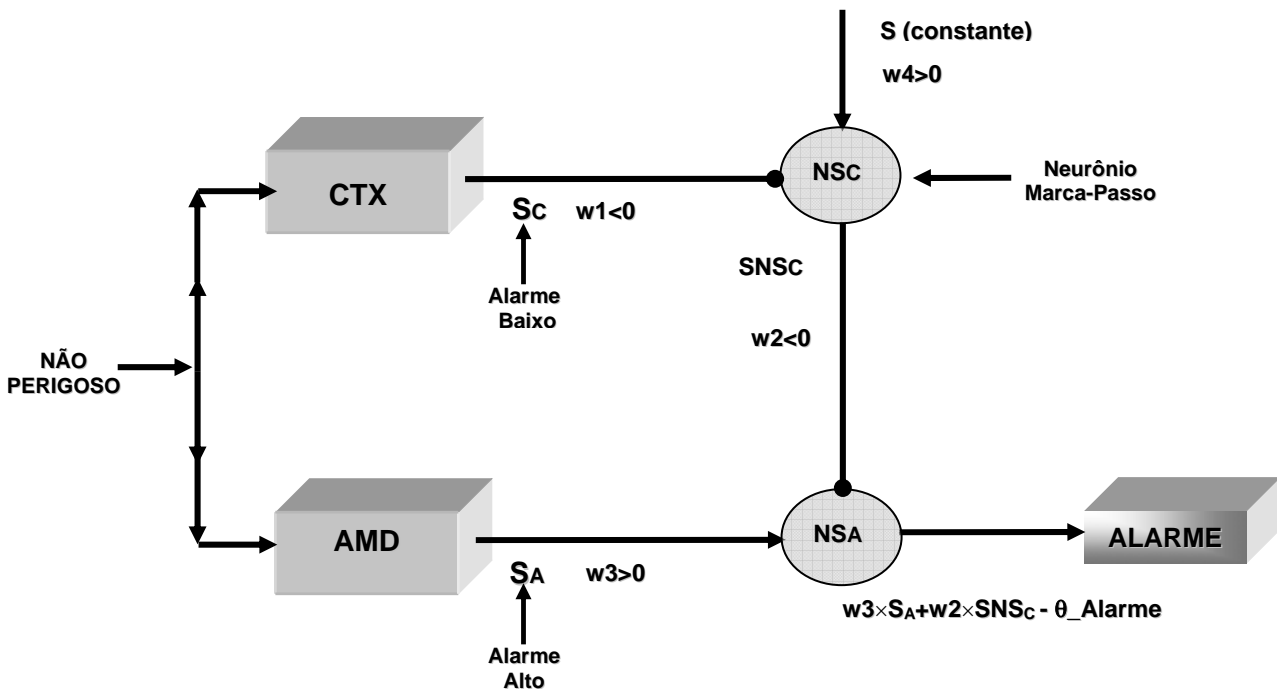 S (constante)
w4>0
CTX
NSC
Neurônio
Marca-Passo
SC w1<0
Alarme
Baixo
SNSC
w2<0
NÃO
PERIGOSO
AMD
NSA
ALARME
SA w3>0
w3×SA+w2×SNSC - θ_Alarme
Alarme
Alto